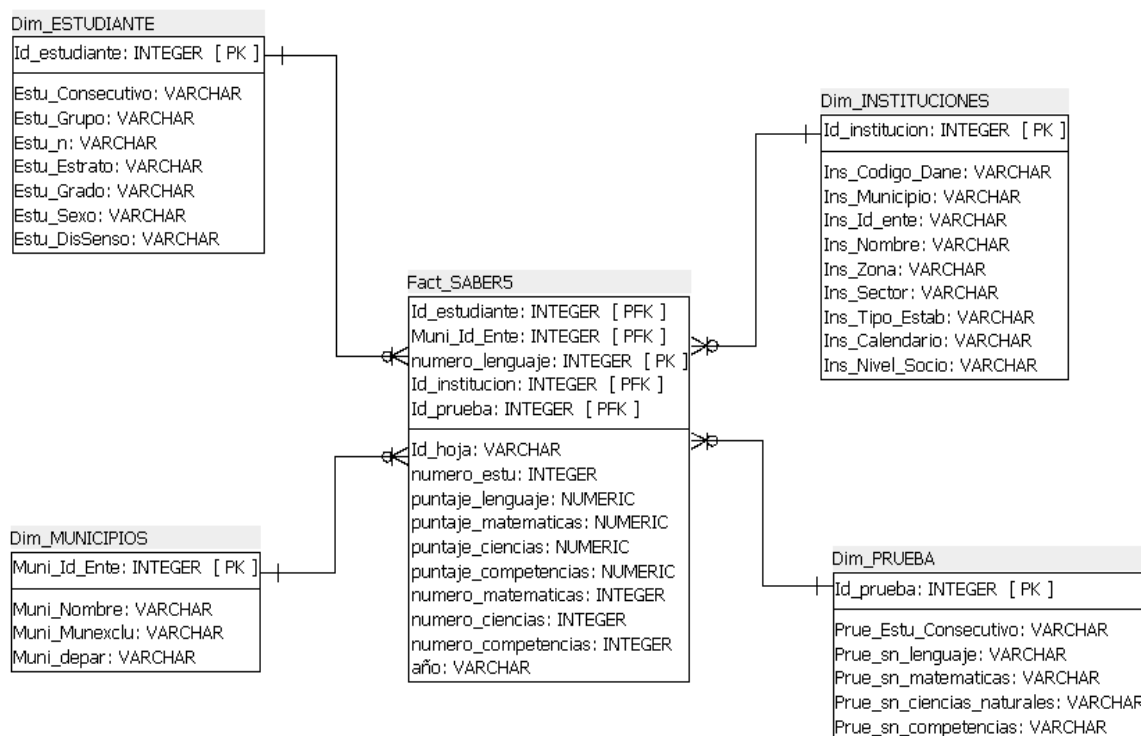 Dim_ESTUDIANTE
Id_estudiante: INTEGER [ PK ]
Estu_Consecutivo: VARCHAR
Estu_Grupo: VARCHAR
Estu_n: VARCHAR
Estu_Estrato: VARCHAR
Estu_Grado: VARCHAR
Estu_Sexo: VARCHAR
Estu_DisSenso: VARCHAR
Dim_INSTITUCIONES
Id_institucion: INTEGER [ PK ]
Ins_Codigo_Dane: VARCHAR
Ins_Municipio: VARCHAR
Ins_Id_ente: VARCHAR
Ins_Nombre: VARCHAR
Ins_Zona: VARCHAR
Ins_Sector: VARCHAR
Ins_Tipo_Estab: VARCHAR
Ins_Calendario: VARCHAR
Ins_Nivel_Socio: VARCHAR
Fact_SABER5
Id_estudiante: INTEGER [ PFK ]
Muni_Id_Ente: INTEGER [ PFK ]
numero_lenguaje: INTEGER [ PK ]
Id_institucion: INTEGER [ PFK ]
Id_prueba: INTEGER [ PFK ]
Id_hoja: VARCHAR
numero_estu: INTEGER
puntaje_lenguaje: NUMERIC
puntaje_matematicas: NUMERIC
puntaje_ciencias: NUMERIC
puntaje_competencias: NUMERIC
numero_matematicas: INTEGER
numero_ciencias: INTEGER
numero_competencias: INTEGER
año: VARCHAR
Dim_MUNICIPIOS
Muni_Id_Ente: INTEGER [ PK ]
Muni_Nombre: VARCHAR
Muni_Munexclu: VARCHAR
Muni_depar: VARCHAR
Dim_PRUEBA
Id_prueba: INTEGER [ PK ]
Prue_Estu_Consecutivo: VARCHAR
Prue_sn_lenguaje: VARCHAR
Prue_sn_matematicas: VARCHAR
Prue_sn_ciencias_naturales: VARCHAR
Prue_sn_competencias: VARCHAR